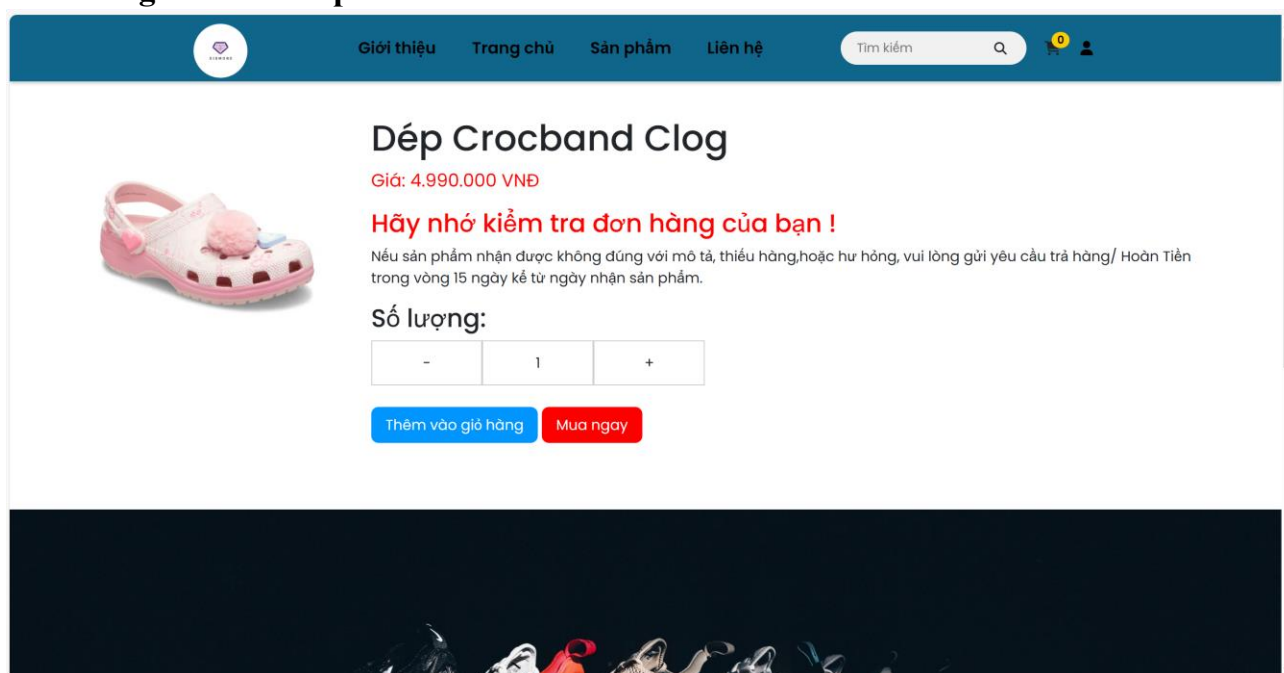 Giới thiệu Trang chủ Sản phẩm Liên hệ Tìm kiếm 0
Dép Crocband Clog
Giá: 4.990.000 VNĐ
Hãy nhớ kiểm tra đơn hàng của bạn !
Nếu sản phẩm nhận được không đúng với mô tả, thiếu hàng,hoặc hư hỏng, vui lòng gửi yêu cầu trả hàng/ Hoàn Tiền
trong vòng 15 ngày kể từ ngày nhận sản phẩm.
Số lượng:
- 1 +
Thêm vào giỏ hàng Mua ngay